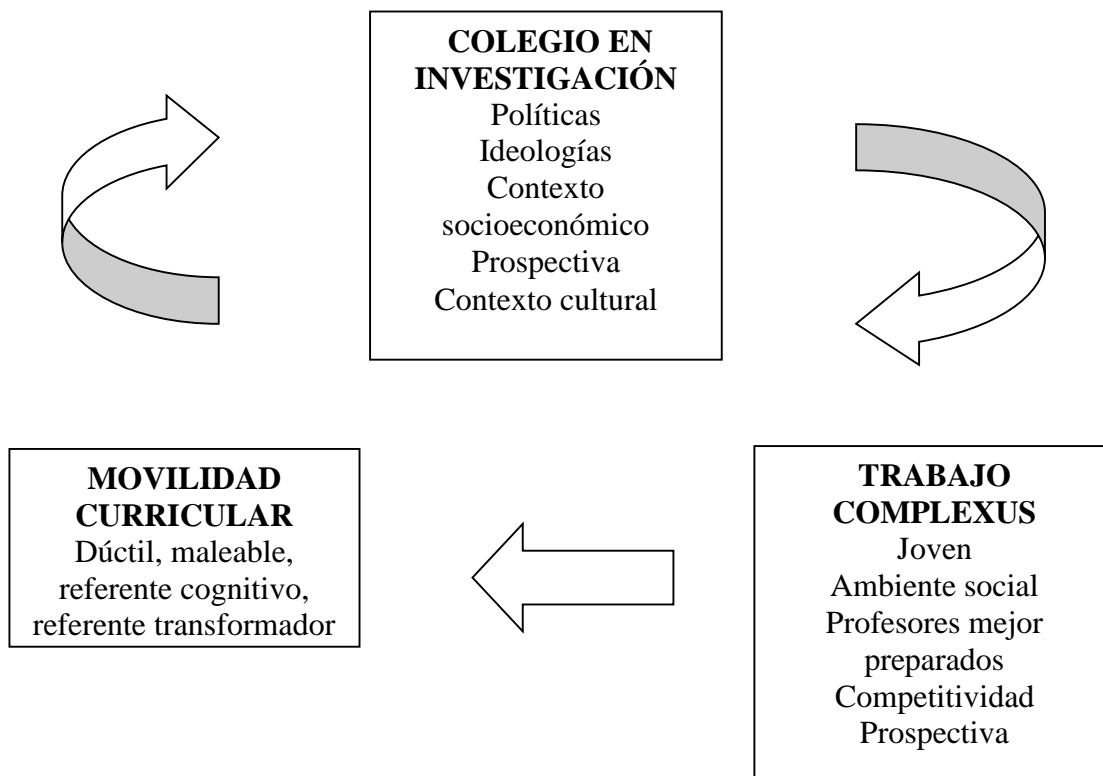 COLEGIO EN
INVESTIGACIÓN
Políticas
Ideologías
Contexto
socioeconómico
Prospectiva
Contexto cultural
MOVILIDAD
CURRICULAR
Dúctil, maleable,
referente cognitivo,
referente transformador
TRABAJO
COMPLEXUS
Joven
Ambiente social
Profesores mejor
preparados
Competitividad
Prospectiva